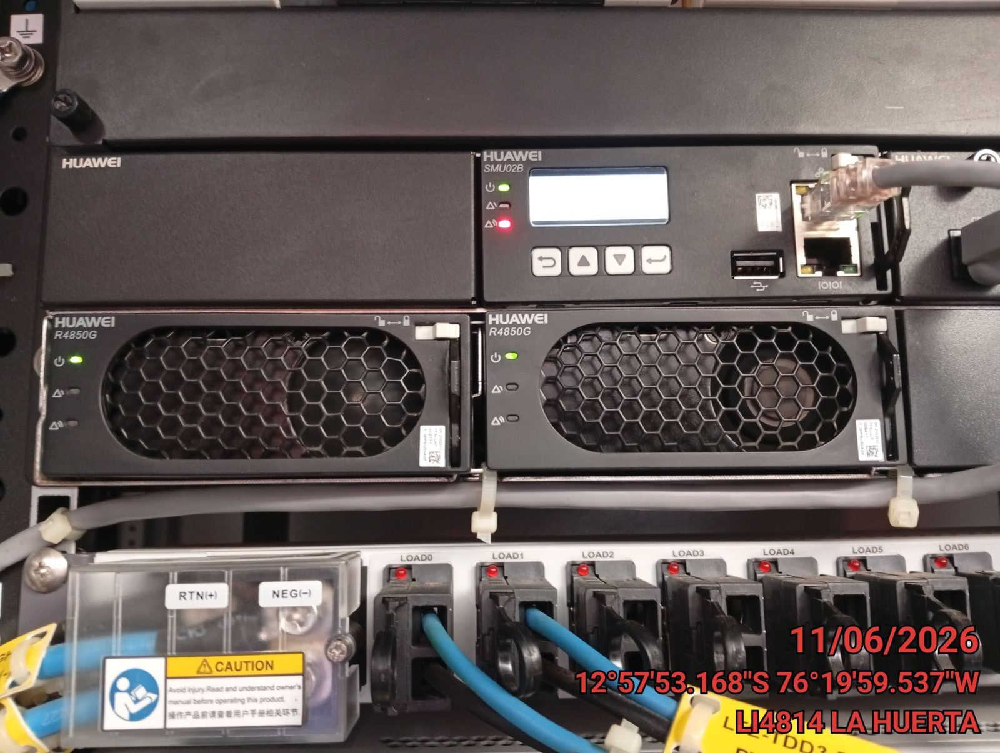 HUAWEI
HUAWEI
SMU02B
HUAWEI
HUAWEI
R4850G
HUAWEI
R4850G
LOAD0
LOAD1
LOAD2
LOAD3
LOAD4
LOAD5
LOAD6
RTN(+)
NEG(−)
CAUTION
Avoid injury.Read and understand owner's
manual before operating this product.
操作产品前请查看用户手册相关环节.
11/06/2026
12°57'53.168"S 76°19'59.537"W
LI4814 LA HUERTA